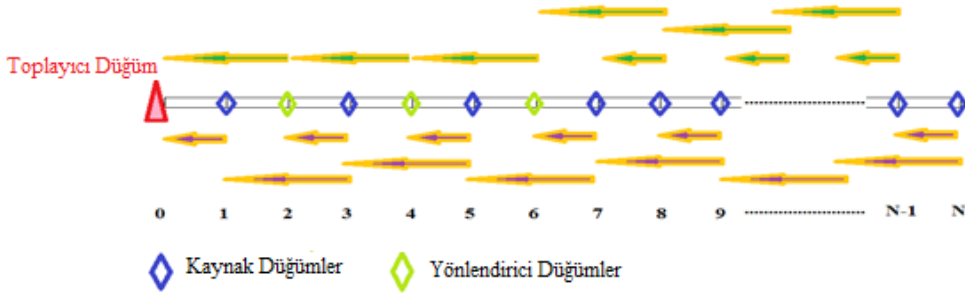 Toplayıcı Düğüm
0 1 2 3 4 5 6 7 8 9 N-1 N
Kaynak Düğümler Yönlendirici Düğümler